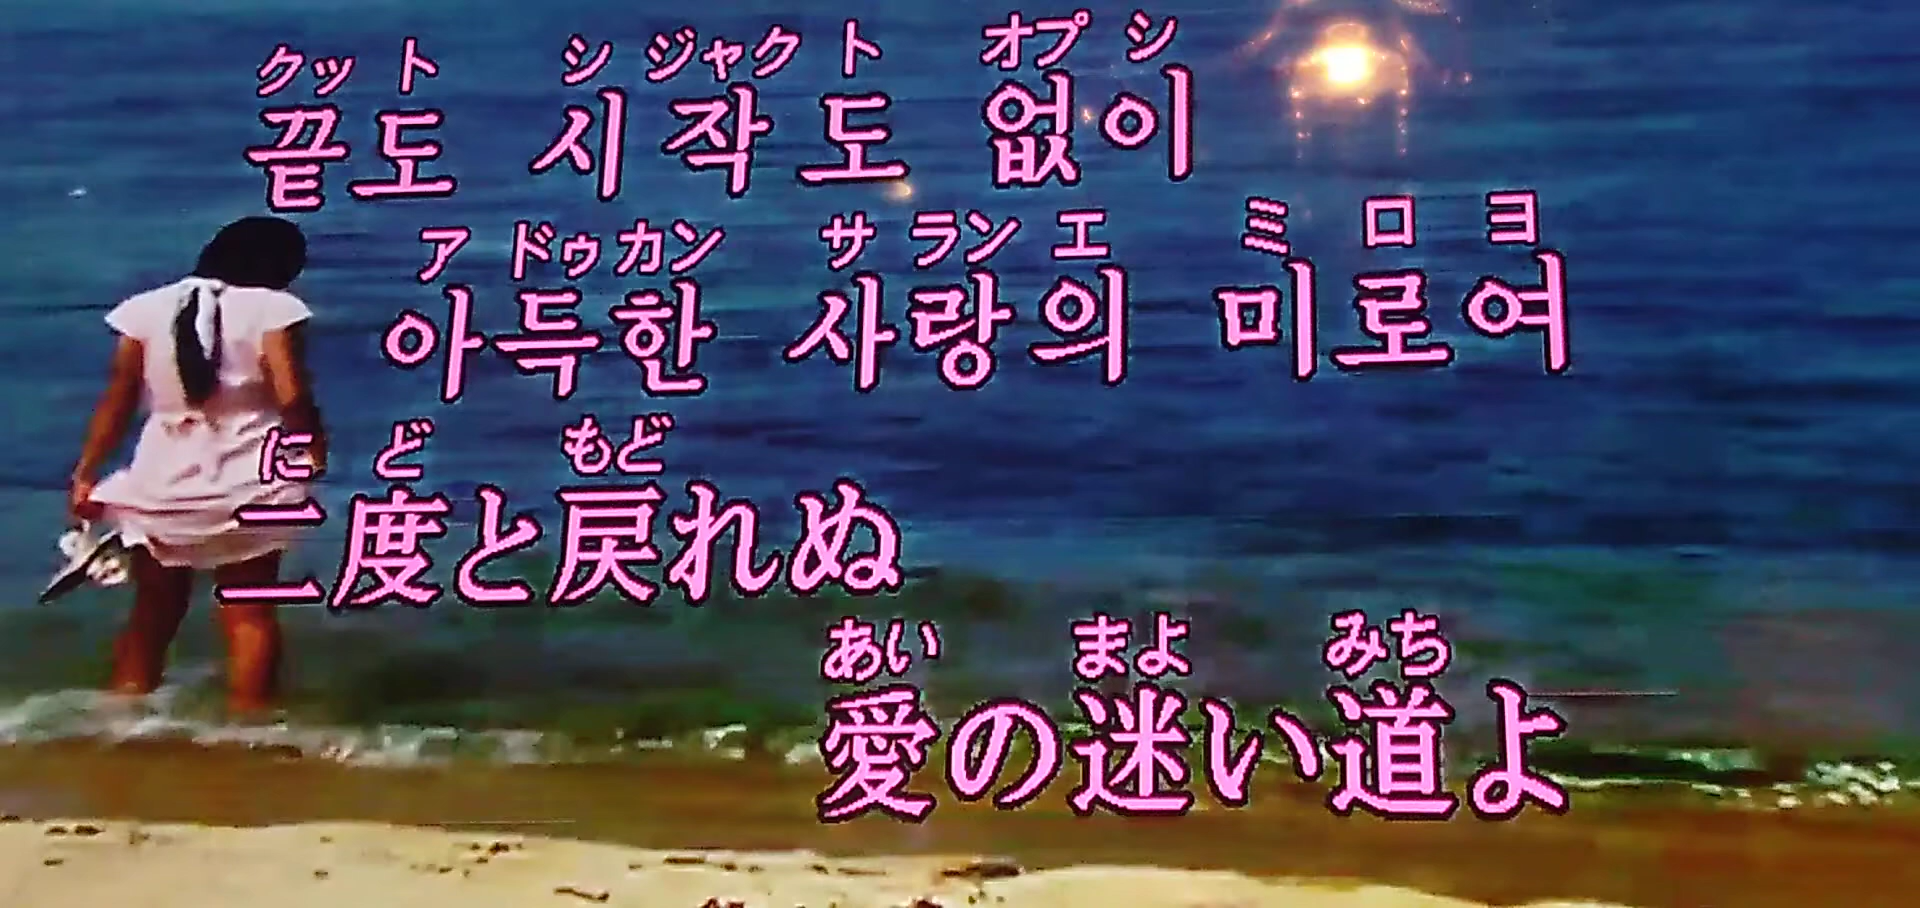 クット シジャクト オプシ
끝도 시작도 없이
アドゥカン サランエ ミロヨ
아득한 사랑의 미로여
にど もど
二度と戻れぬ
あい まよ みち
愛の迷い道よ